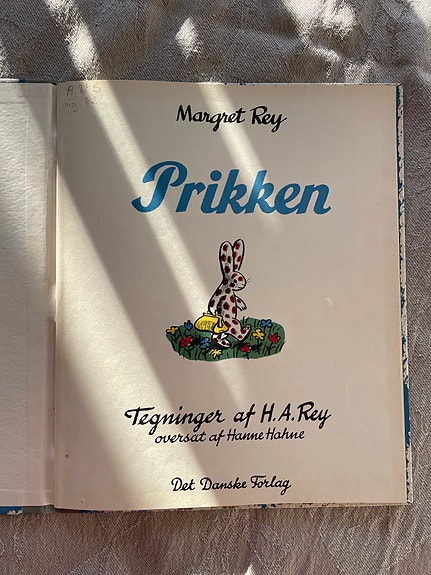 Margret Rey
Prikken
Tegninger af H.A. Rey
oversat af Hanne Hahne
Det Danske Forlag